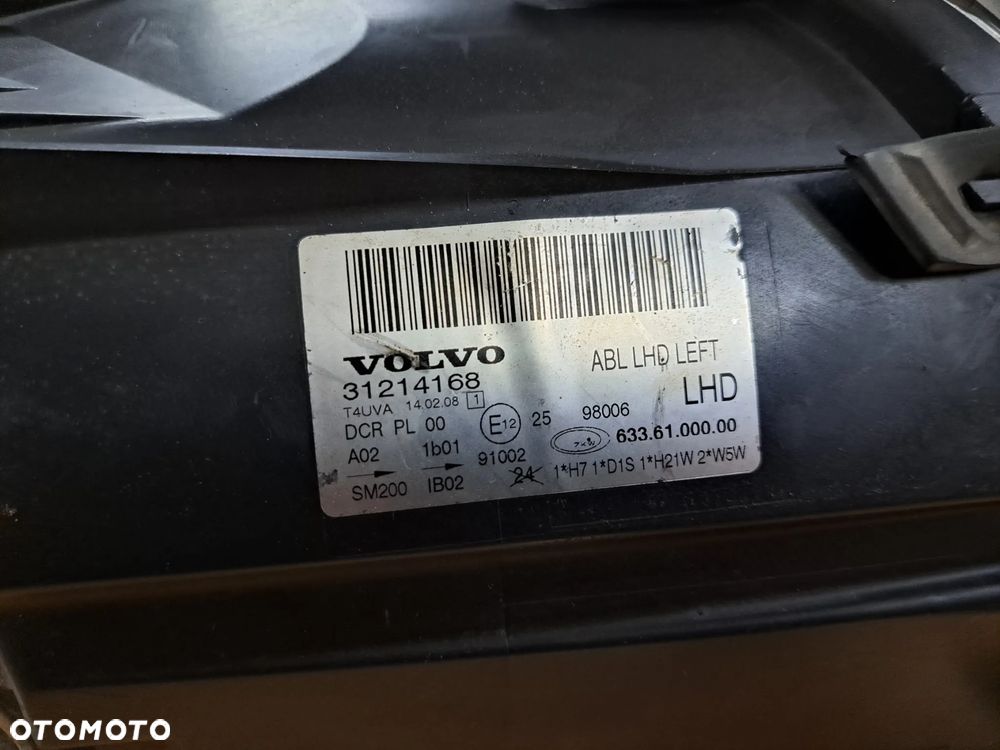 VOLVO
ABL LHD LEFT
31214168
LHD
T4UVA 14.02.08 1
DCR PL 00
E12
25
98006
633.61.000.00
A02
1b01
91002
24
1*H7 1*D1S 1*H21W 2*W5W
SM200
IB02
OTOMOTO